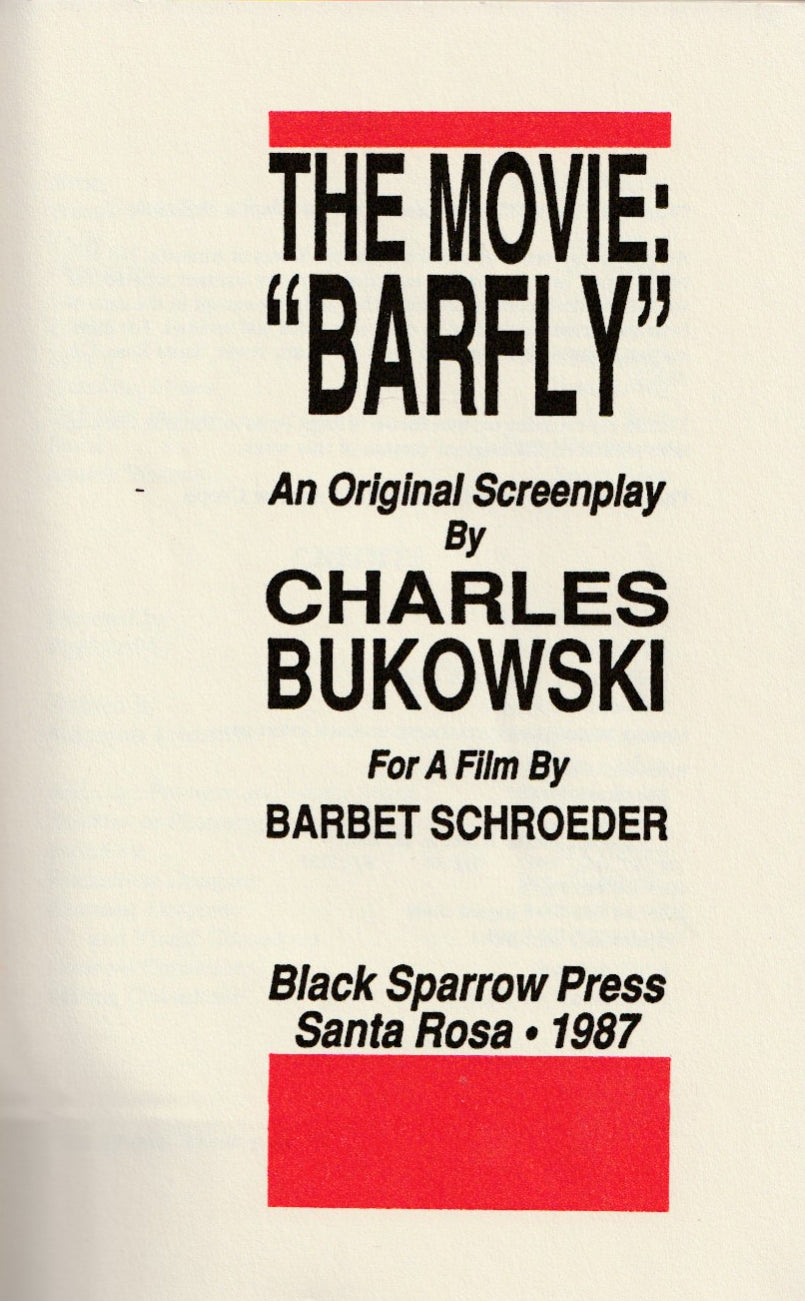 THE MOVIE:
“BARFLY”
An Original Screenplay
By
CHARLES
BUKOWSKI
For A Film By
BARBET SCHROEDER
Black Sparrow Press
Santa Rosa • 1987